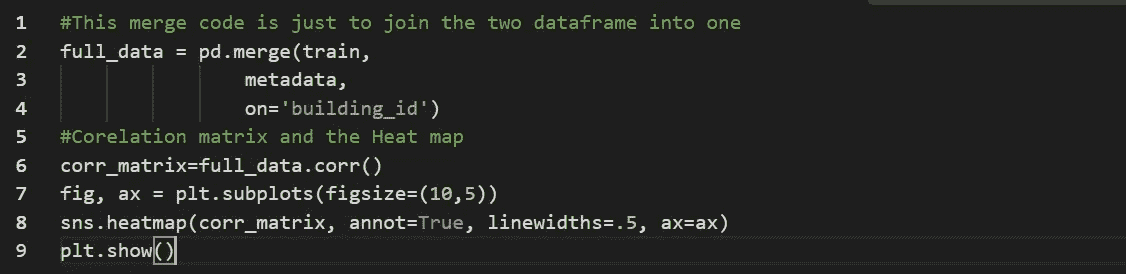 1 #This merge code is just to join the two dataframe into one
2 full_data = pd.merge(train,
3 metadata,
4 on='building_id')
5 #Corelation matrix and the Heat map
6 corr_matrix=full_data.corr()
7 fig, ax = plt.subplots(figsize=(10,5))
8 sns.heatmap(corr_matrix, annot=True, linewidths=.5, ax=ax)
9 plt.show()